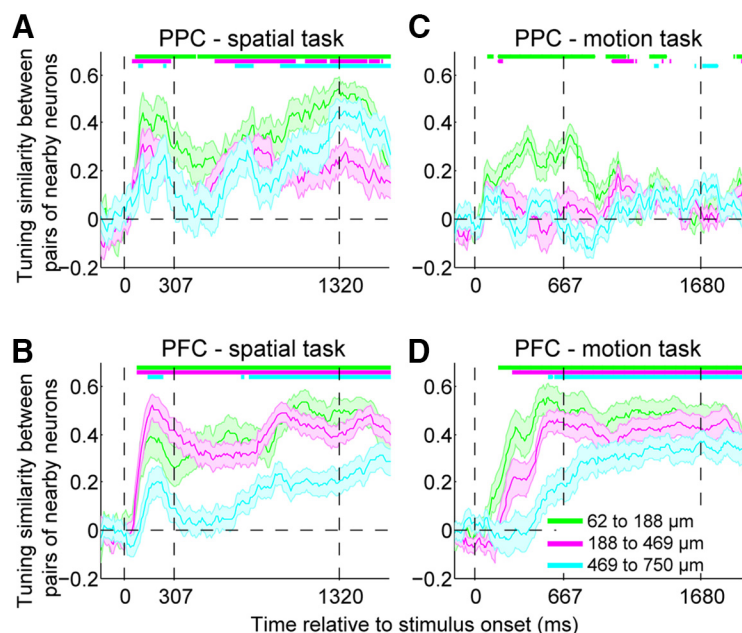 A
PPC - spatial task
Tuning similarity between
pairs of nearby neurons
0.6
0.4
0.2
0
−0.2
0 307 1320
C
PPC - motion task
0.6
0.4
0.2
0
−0.2
0 667 1680
B
PFC - spatial task
Tuning similarity between
pairs of nearby neurons
0.6
0.4
0.2
0
−0.2
0 307 1320
D
PFC - motion task
0.6
0.4
0.2
0
−0.2
62 to 188 µm
188 to 469 µm
469 to 750 µm
0 667 1680
Time relative to stimulus onset (ms)